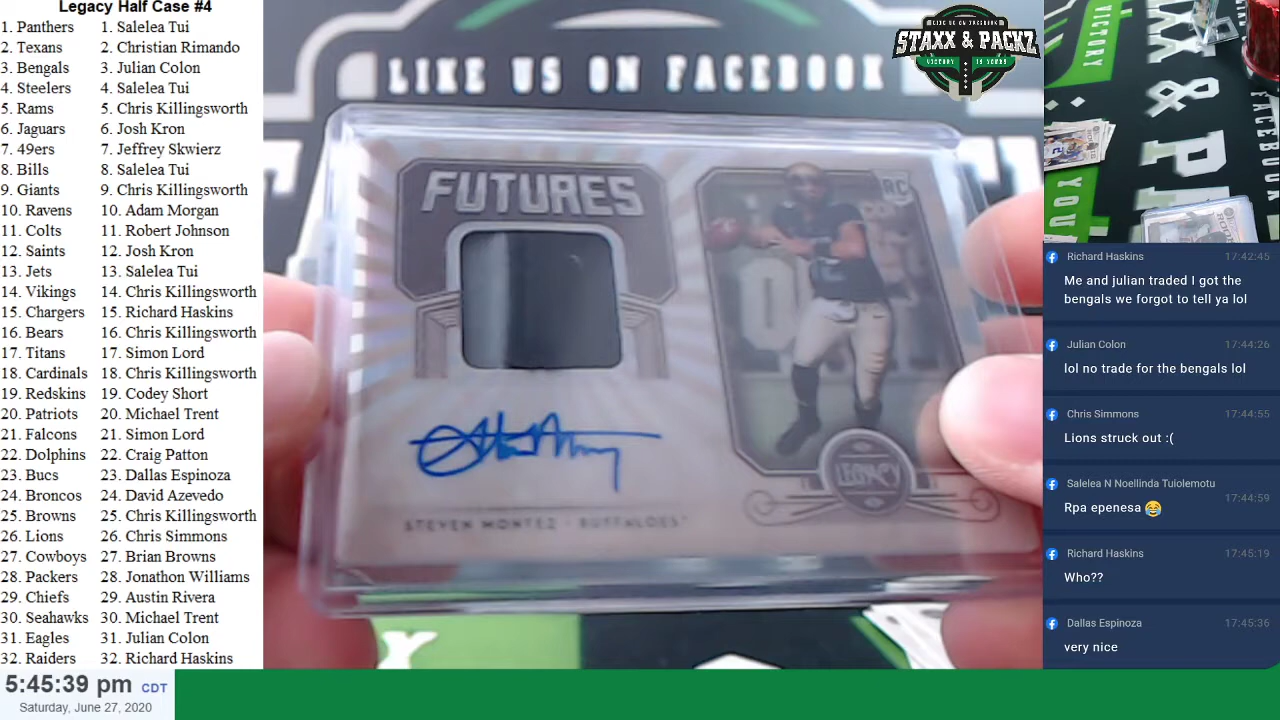 Legacy Half Case #4
1. Panthers 1. Salelea Tui
2. Texans 2. Christian Rimando
3. Bengals 3. Julian Colon
4. Steelers 4. Salelea Tui
5. Rams 5. Chris Killingsworth
6. Jaguars 6. Josh Kron
7. 49ers 7. Jeffrey Skwierz
8. Bills 8. Salelea Tui
9. Giants 9. Chris Killingsworth
10. Ravens 10. Adam Morgan
11. Colts 11. Robert Johnson
12. Saints 12. Josh Kron
13. Jets 13. Salelea Tui
14. Vikings 14. Chris Killingsworth
15. Chargers 15. Richard Haskins
16. Bears 16. Chris Killingsworth
17. Titans 17. Simon Lord
18. Cardinals 18. Chris Killingsworth
19. Redskins 19. Codey Short
20. Patriots 20. Michael Trent
21. Falcons 21. Simon Lord
22. Dolphins 22. Craig Patton
23. Bucs 23. Dallas Espinoza
24. Broncos 24. David Azevedo
25. Browns 25. Chris Killingsworth
26. Lions 26. Chris Simmons
27. Cowboys 27. Brian Browns
28. Packers 28. Jonathon Williams
29. Chiefs 29. Austin Rivera
30. Seahawks 30. Michael Trent
31. Eagles 31. Julian Colon
32. Raiders 32. Richard Haskins
5:45:39 pm CDT
Saturday, June 27, 2020
LIKE US ON FACEBOOK
FUTURES
RC
LEGACY
STEVEN MONTEZ · BUFFALOES
LIKE US ON FACEBOOK
STAXX & PACKZ
VICTORY
VICTORY
YOU
Richard Haskins 17:42:45
Me and julian traded I got the
bengals we forgot to tell ya lol
Julian Colon 17:44:26
lol no trade for the bengals lol
Chris Simmons 17:44:55
Lions struck out :(
Salelea N Noellinda Tuiolemotu 17:44:59
Rpa epenesa 😂
Richard Haskins 17:45:19
Who??
Dallas Espinoza 17:45:36
very nice